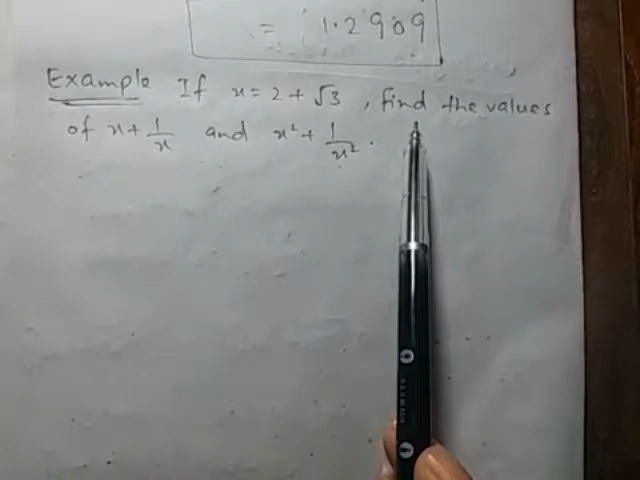 = 1.2909
Example If x = 2 + √3 , find the values
of x + 1/x and x² + 1/x² .